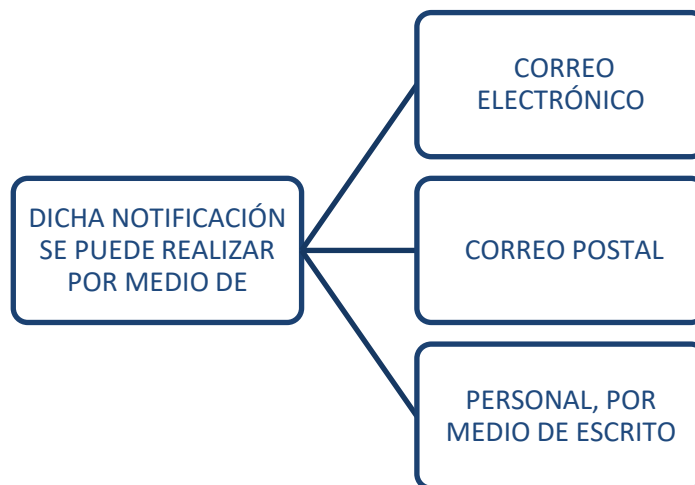 DICHA NOTIFICACIÓN
SE PUEDE REALIZAR
POR MEDIO DE
CORREO
ELECTRÓNICO
CORREO POSTAL
PERSONAL, POR
MEDIO DE ESCRITO